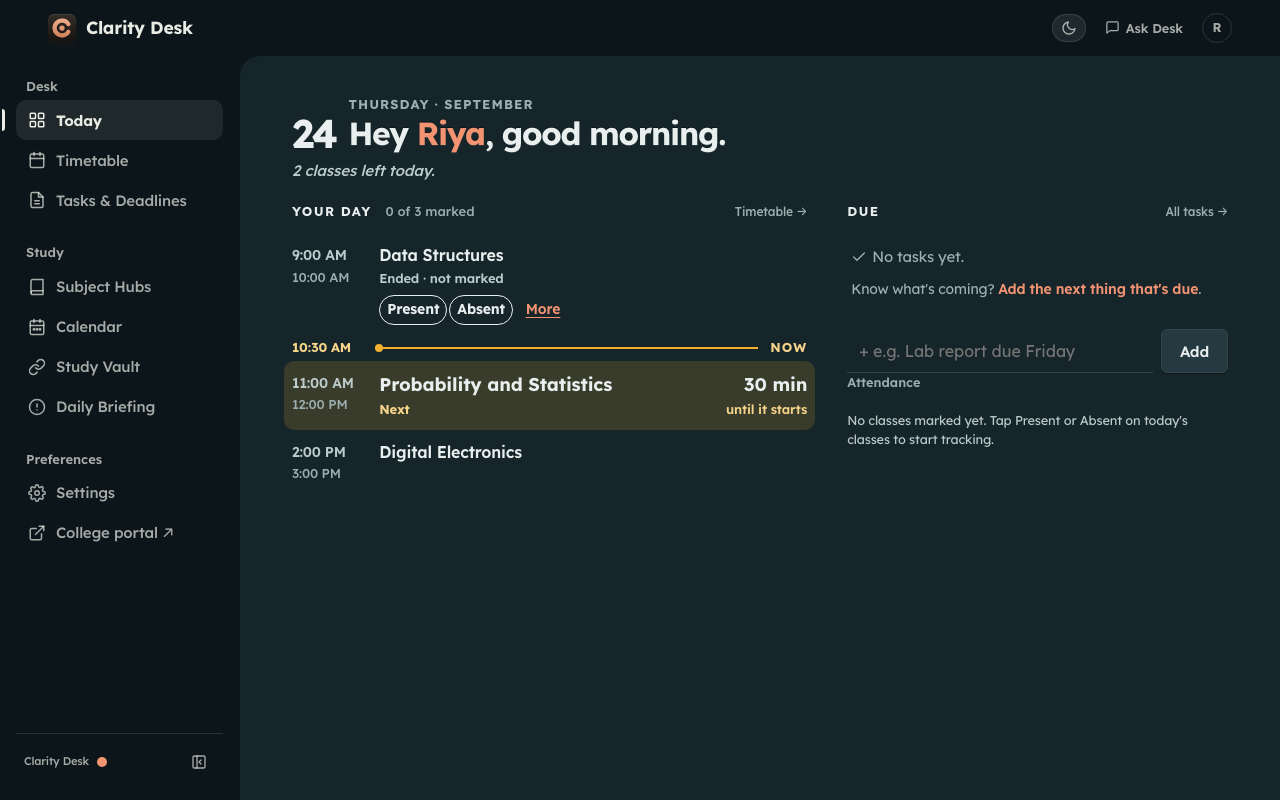 Clarity Desk
Ask Desk
R
Desk
Today
Timetable
Tasks & Deadlines
Study
Subject Hubs
Calendar
Study Vault
Daily Briefing
Preferences
Settings
College portal ↗
Clarity Desk
THURSDAY · SEPTEMBER
24 Hey Riya, good morning.
2 classes left today.
YOUR DAY 0 of 3 marked Timetable →
9:00 AM Data Structures
10:00 AM Ended · not marked
Present Absent More
10:30 AM NOW
11:00 AM Probability and Statistics 30 min
12:00 PM Next until it starts
2:00 PM Digital Electronics
3:00 PM
DUE All tasks →
No tasks yet.
Know what's coming? Add the next thing that's due.
+ e.g. Lab report due Friday Add
Attendance
No classes marked yet. Tap Present or Absent on today's
classes to start tracking.